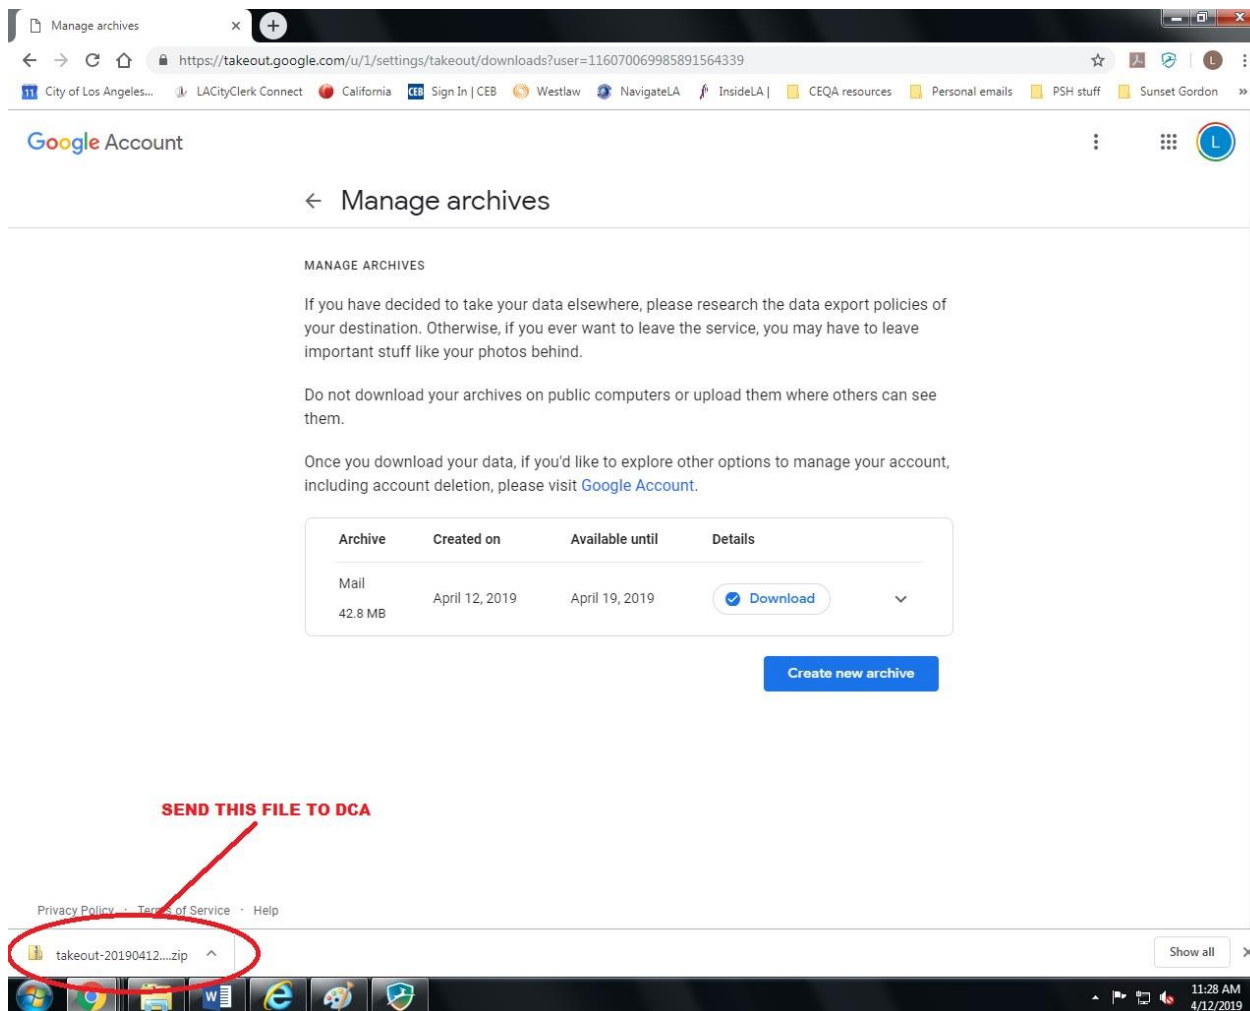 Manage archives
https://takeout.google.com/u/1/settings/takeout/downloads?user=116070069985891564339
L
11 City of Los Angeles... LACityClerk Connect California CEB Sign In | CEB Westlaw NavigateLA InsideLA | CEQA resources Personal emails PSH stuff Sunset Gordon »
Google Account
L
Manage archives
MANAGE ARCHIVES
If you have decided to take your data elsewhere, please research the data export policies of
your destination. Otherwise, if you ever want to leave the service, you may have to leave
important stuff like your photos behind.
Do not download your archives on public computers or upload them where others can see
them.
Once you download your data, if you'd like to explore other options to manage your account,
including account deletion, please visit Google Account.
Archive Created on Available until Details
Mail
42.8 MB
April 12, 2019 April 19, 2019 Download
Create new archive
SEND THIS FILE TO DCA
Privacy Policy · Terms of Service · Help
takeout-20190412....zip
Show all
11:28 AM
4/12/2019